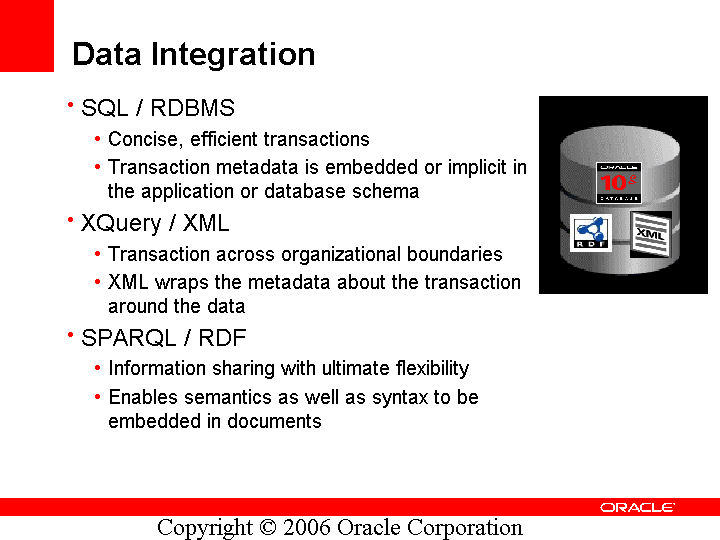 Data Integration
• SQL / RDBMS
• Concise, efficient transactions
• Transaction metadata is embedded or implicit in
the application or database schema
• XQuery / XML
• Transaction across organizational boundaries
• XML wraps the metadata about the transaction
around the data
• SPARQL / RDF
• Information sharing with ultimate flexibility
• Enables semantics as well as syntax to be
embedded in documents
ORACLE
10g
DATABASE
RDF
XML
ORACLE
Copyright © 2006 Oracle Corporation